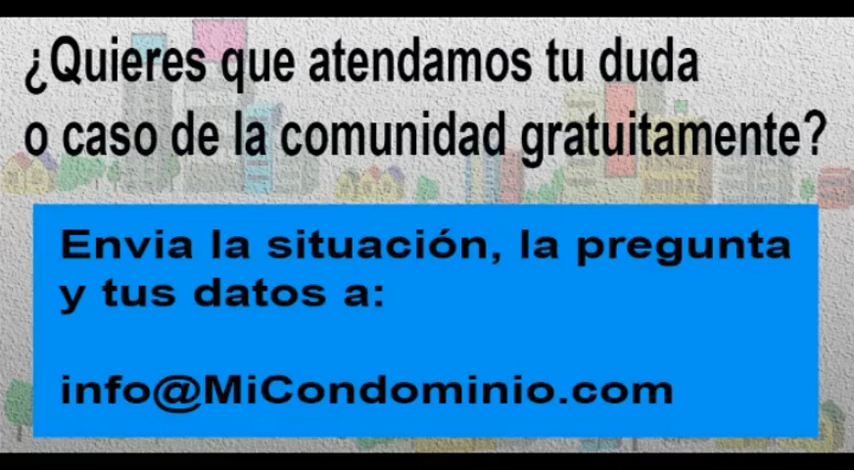 ¿Quieres que atendamos tu duda
o caso de la comunidad gratuitamente?
Envia la situación, la pregunta
y tus datos a:
info@MiCondominio.com